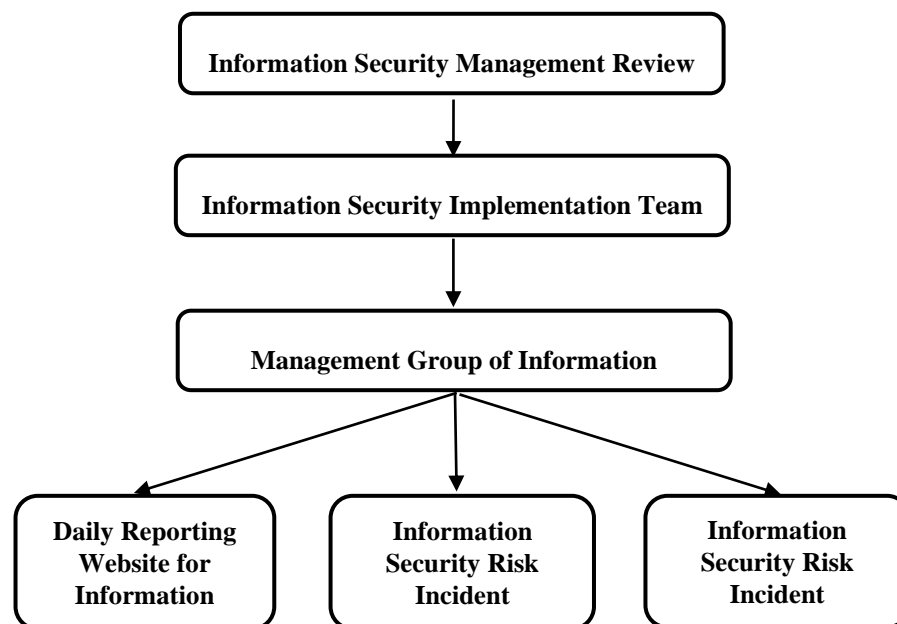 Information Security Management Review
Information Security Implementation Team
Management Group of Information
Daily Reporting
Website for
Information
Information
Security Risk
Incident
Information
Security Risk
Incident